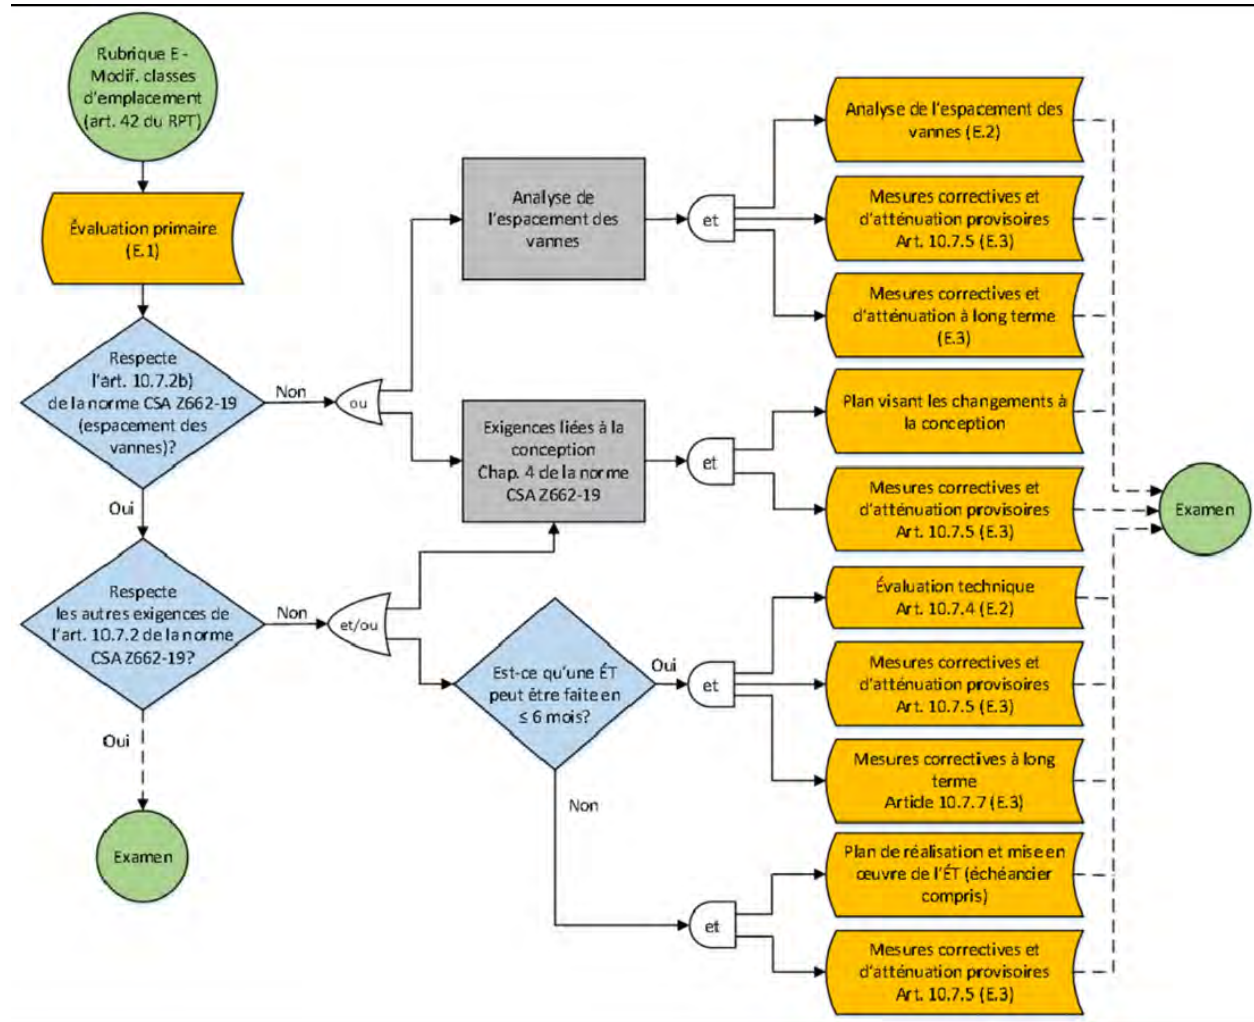 Rubrique E -
Modif. classes
d'emplacement
(art. 42 du RPT)
Évaluation primaire
(E.1)
Respecte
l'art. 10.7.2b)
de la norme CSA Z662-19
(espacement des
vannes)?
Non
ou
Oui
Respecte
les autres exigences de
l'art. 10.7.2 de la norme
CSA Z662-19?
Non
et/ou
Oui
Examen
Analyse de
l'espacement des
vannes
et
Exigences liées à la
conception
Chap. 4 de la norme
CSA Z662-19
et
Est-ce qu'une ÉT
peut être faite en
≤ 6 mois?
Oui
et
Non
et
Analyse de l'espacement des
vannes (E.2)
Mesures correctives et
d'atténuation provisoires
Art. 10.7.5 (E.3)
Mesures correctives et
d'atténuation à long terme
(E.3)
Plan visant les changements à
la conception
Mesures correctives et
d'atténuation provisoires
Art. 10.7.5 (E.3)
Évaluation technique
Art. 10.7.4 (E.2)
Mesures correctives et
d'atténuation provisoires
Art. 10.7.5 (E.3)
Mesures correctives à long
terme
Article 10.7.7 (E.3)
Plan de réalisation et mise en
œuvre de l'ÉT (échéancier
compris)
Mesures correctives et
d'atténuation provisoires
Art. 10.7.5 (E.3)
Examen